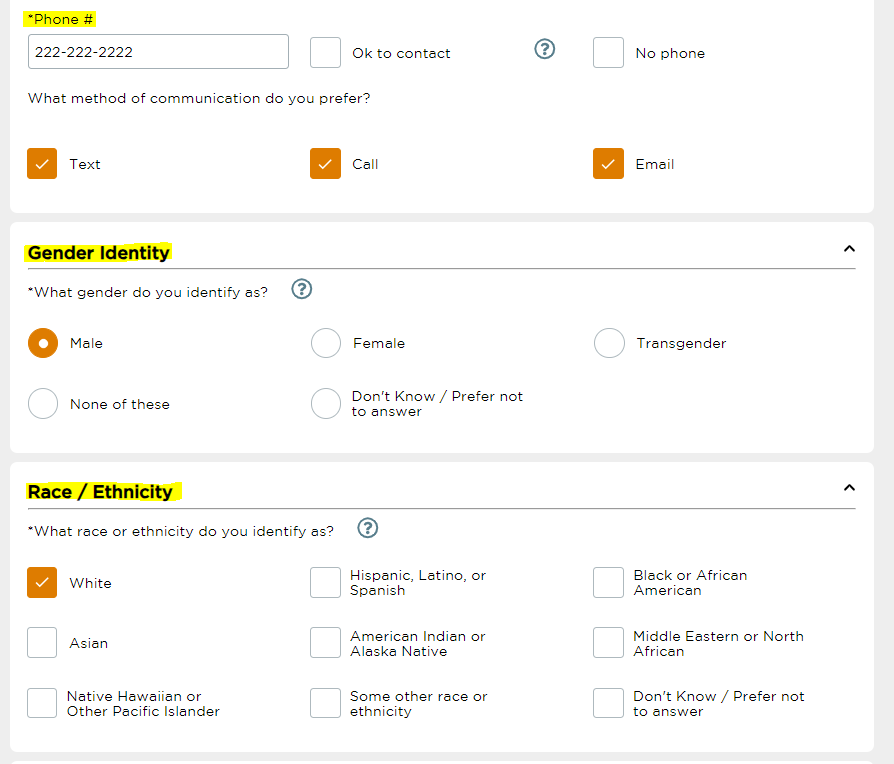 *Phone #
222-222-2222
Ok to contact
?
No phone
What method of communication do you prefer?
Text
Call
Email
Gender Identity
*What gender do you identify as?
?
Male
Female
Transgender
None of these
Don't Know / Prefer not
to answer
Race / Ethnicity
*What race or ethnicity do you identify as?
?
White
Hispanic, Latino, or
Spanish
Black or African
American
Asian
American Indian or
Alaska Native
Middle Eastern or North
African
Native Hawaiian or
Other Pacific Islander
Some other race or
ethnicity
Don't Know / Prefer not
to answer